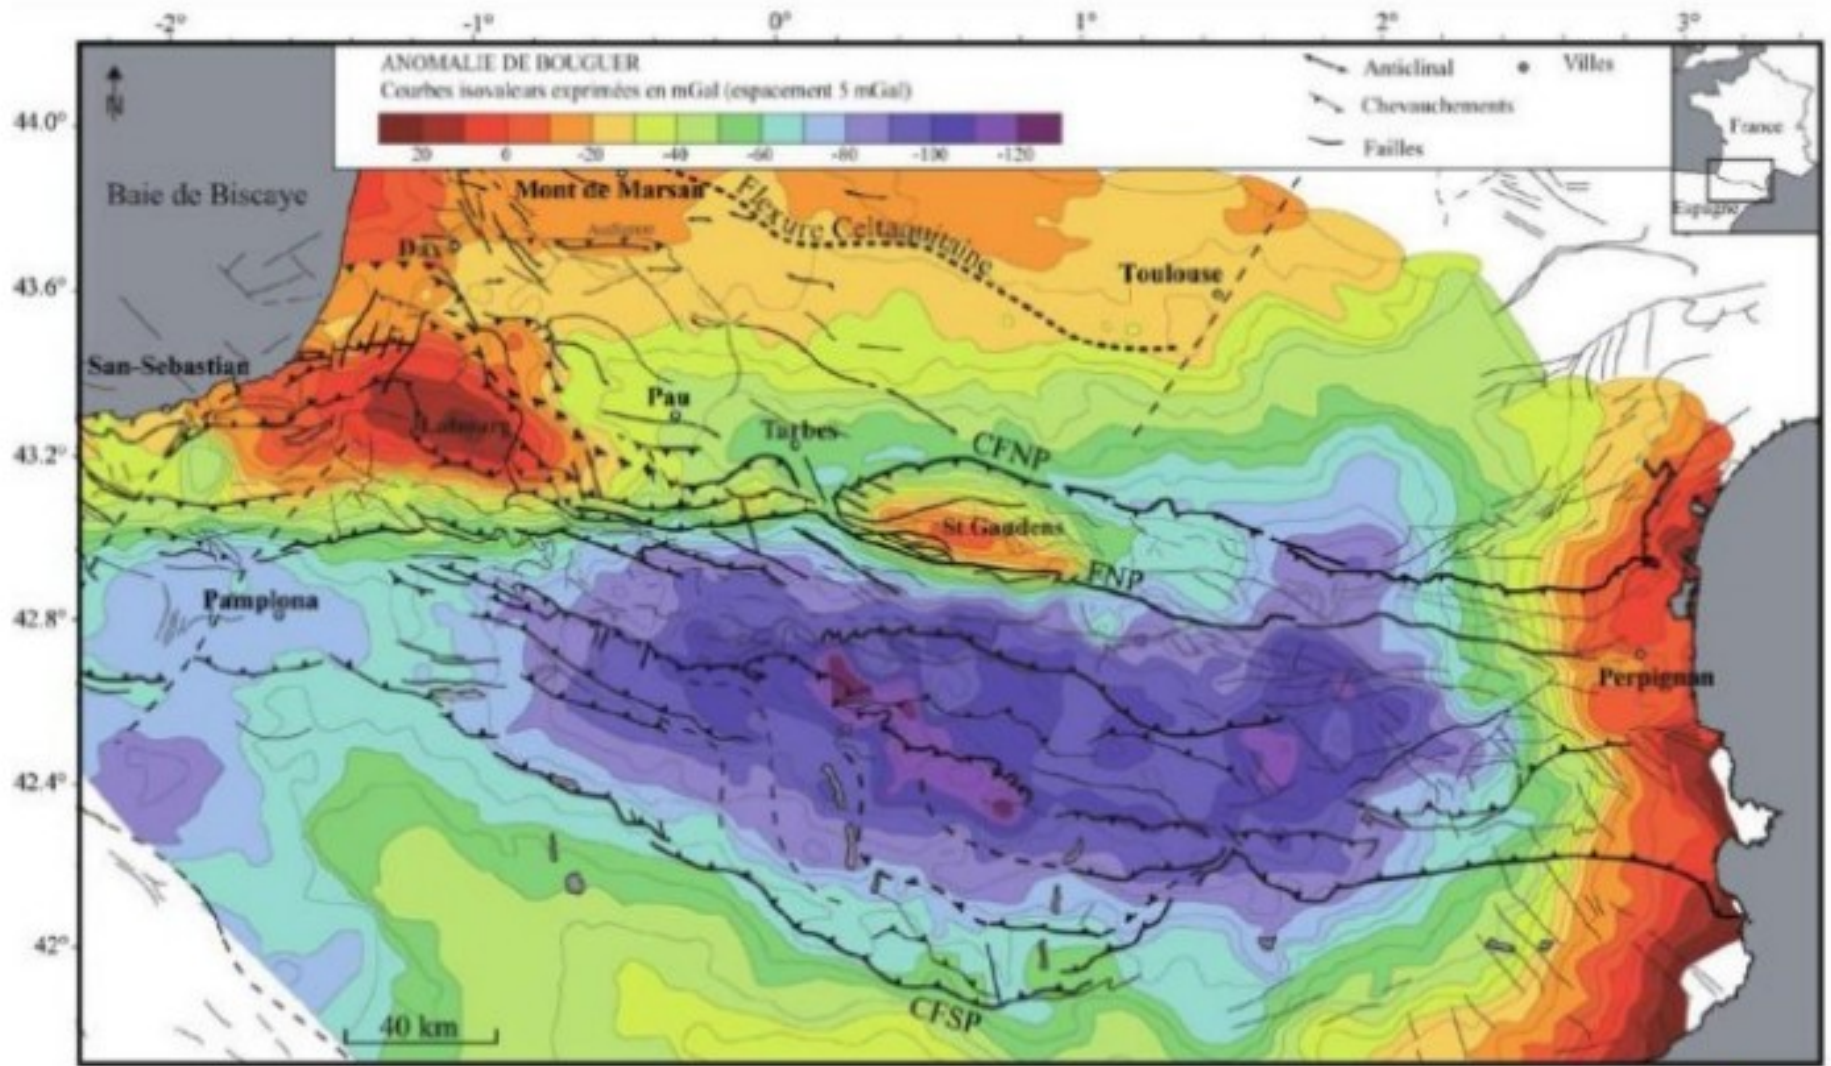 -2° -1° 0° 1° 2° 3°
ANOMALIE DE BOUGUER
Courbes isovaleurs exprimées en mGal (espacement 5 mGal)
20 0 -20 -40 -60 -80 -100 -120
Anticlinal
Villes
Chevauchements
Failles
N
France
Espagne
44.0°
43.6°
43.2°
42.8°
42.4°
42°
Baie de Biscaye
Mont de Marsan
Flexure Celtaquitaine
Audignon
Dax
Toulouse
San-Sebastian
Labourd
Pau
Tarbes
CFNP
St Gaudens
FNP
Pamplona
Perpignan
CFSP
40 km